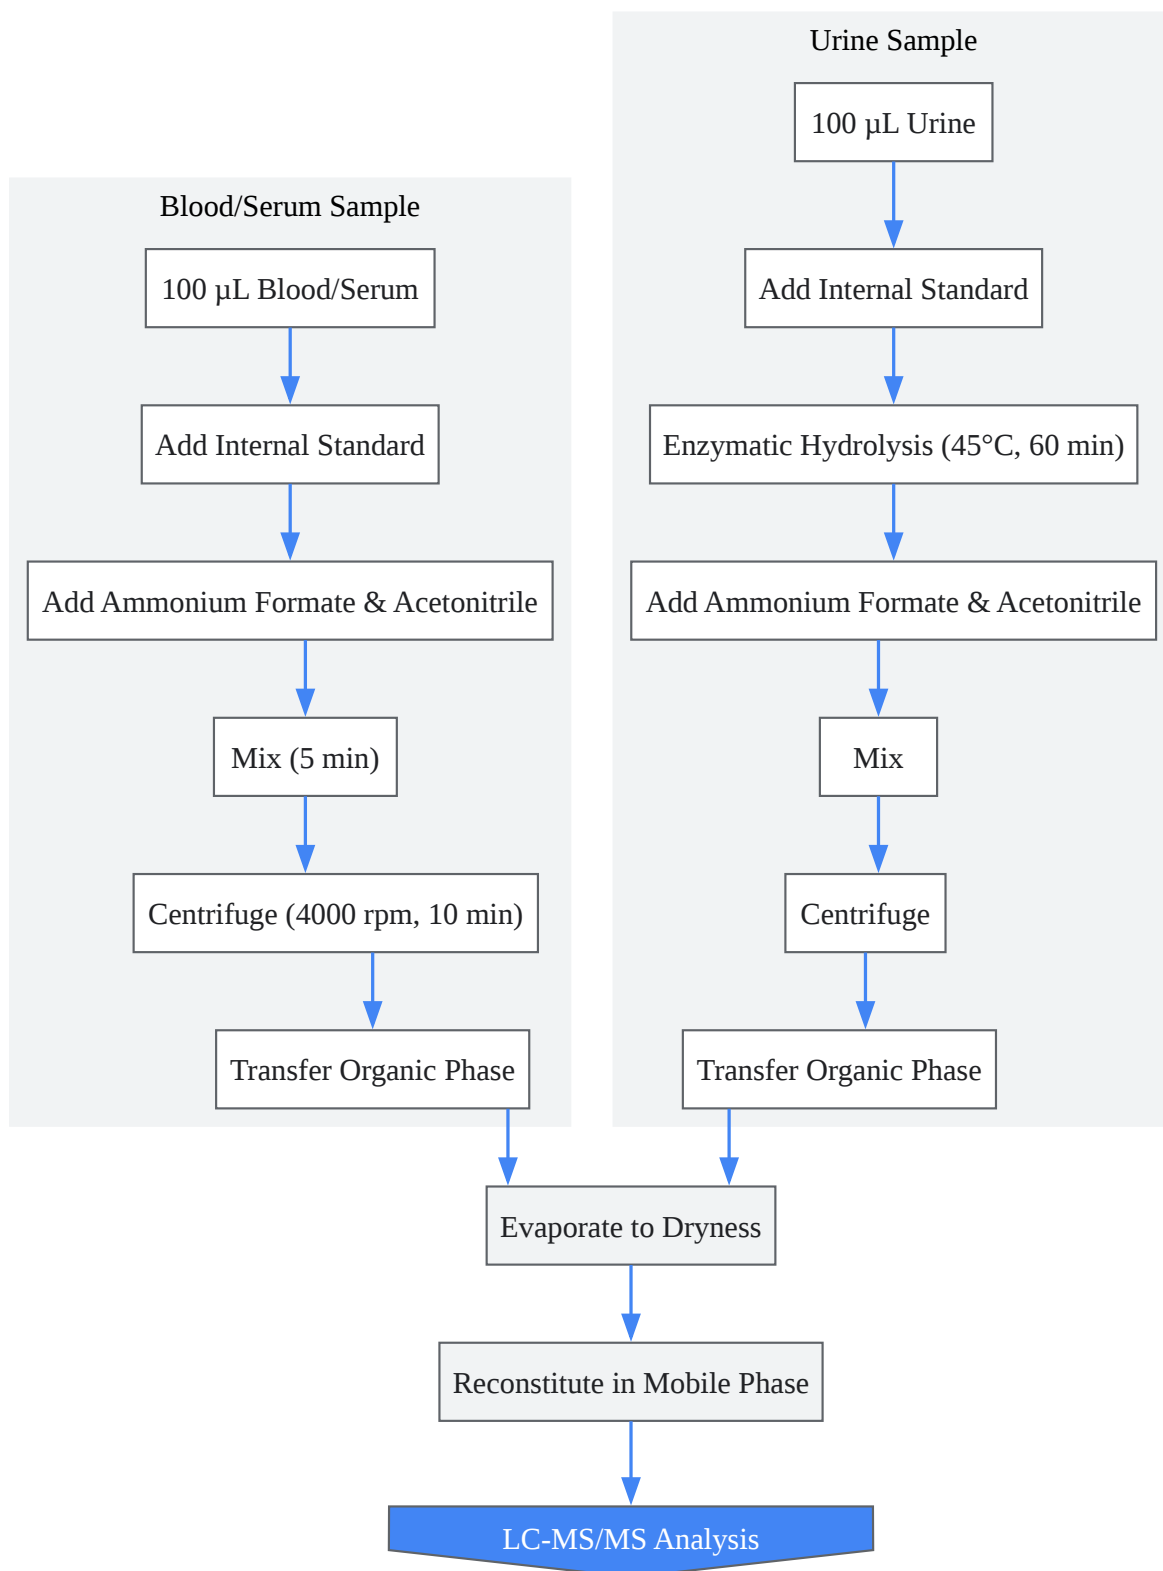 Blood/Serum Sample
100 µL Blood/Serum
Add Internal Standard
Add Ammonium Formate & Acetonitrile
Mix (5 min)
Centrifuge (4000 rpm, 10 min)
Transfer Organic Phase
Urine Sample
100 µL Urine
Add Internal Standard
Enzymatic Hydrolysis (45°C, 60 min)
Add Ammonium Formate & Acetonitrile
Mix
Centrifuge
Transfer Organic Phase
Evaporate to Dryness
Reconstitute in Mobile Phase
LC-MS/MS Analysis